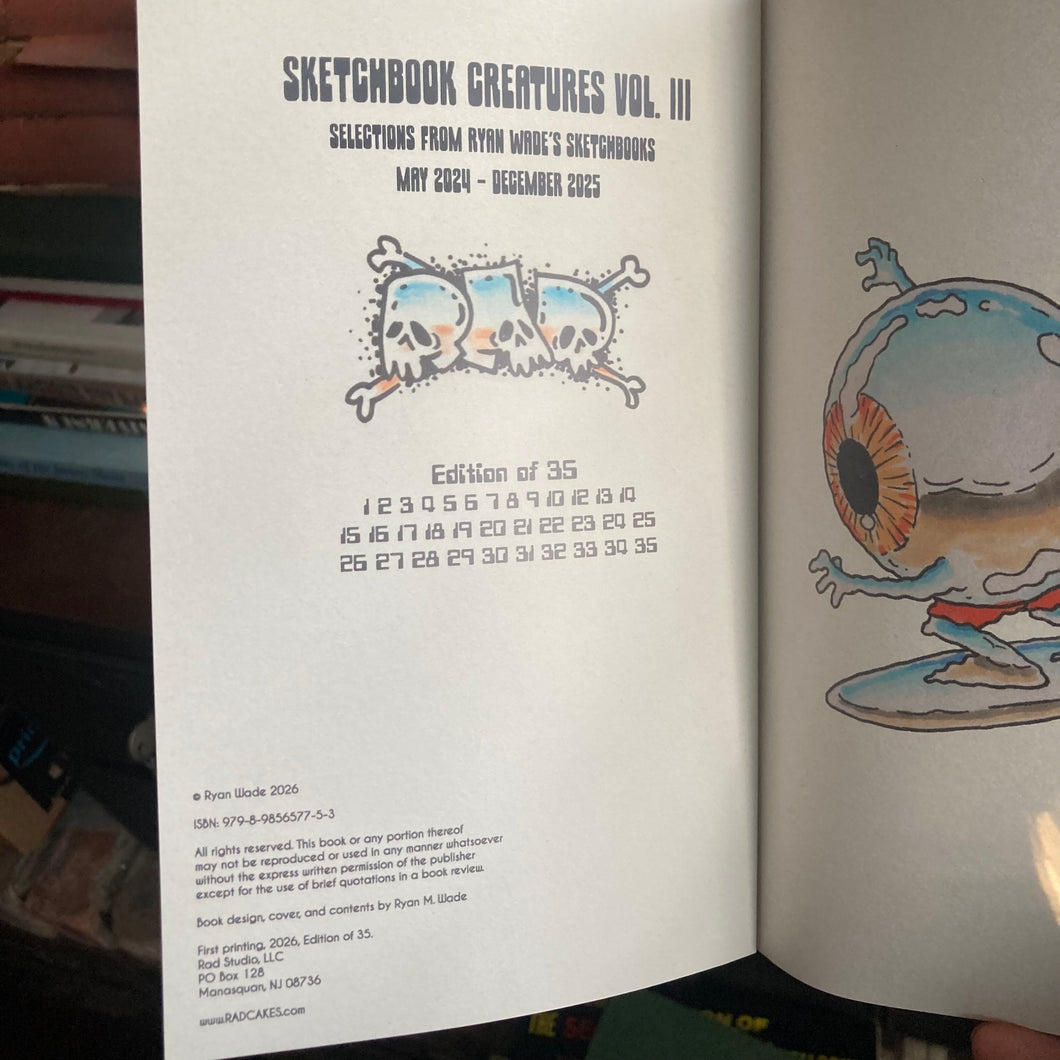 SKETCHBOOK CREATURES VOL. III
SELECTIONS FROM RYAN WADE'S SKETCHBOOKS
MAY 2024 - DECEMBER 2025
RAD
Edition of 35
1 2 3 4 5 6 7 8 9 10 12 13 14
15 16 17 18 19 20 21 22 23 24 25
26 27 28 29 30 31 32 33 34 35
© Ryan Wade 2026
ISBN: 979-8-9856577-5-3
All rights reserved. This book or any portion thereof
may not be reproduced or used in any manner whatsoever
without the express written permission of the publisher
except for the use of brief quotations in a book review.
Book design, cover, and contents by Ryan M. Wade
First printing, 2026, Edition of 35.
Rad Studio, LLC
PO Box 128
Manasquan, NJ 08736
www.RADCAKES.com
THE
OF